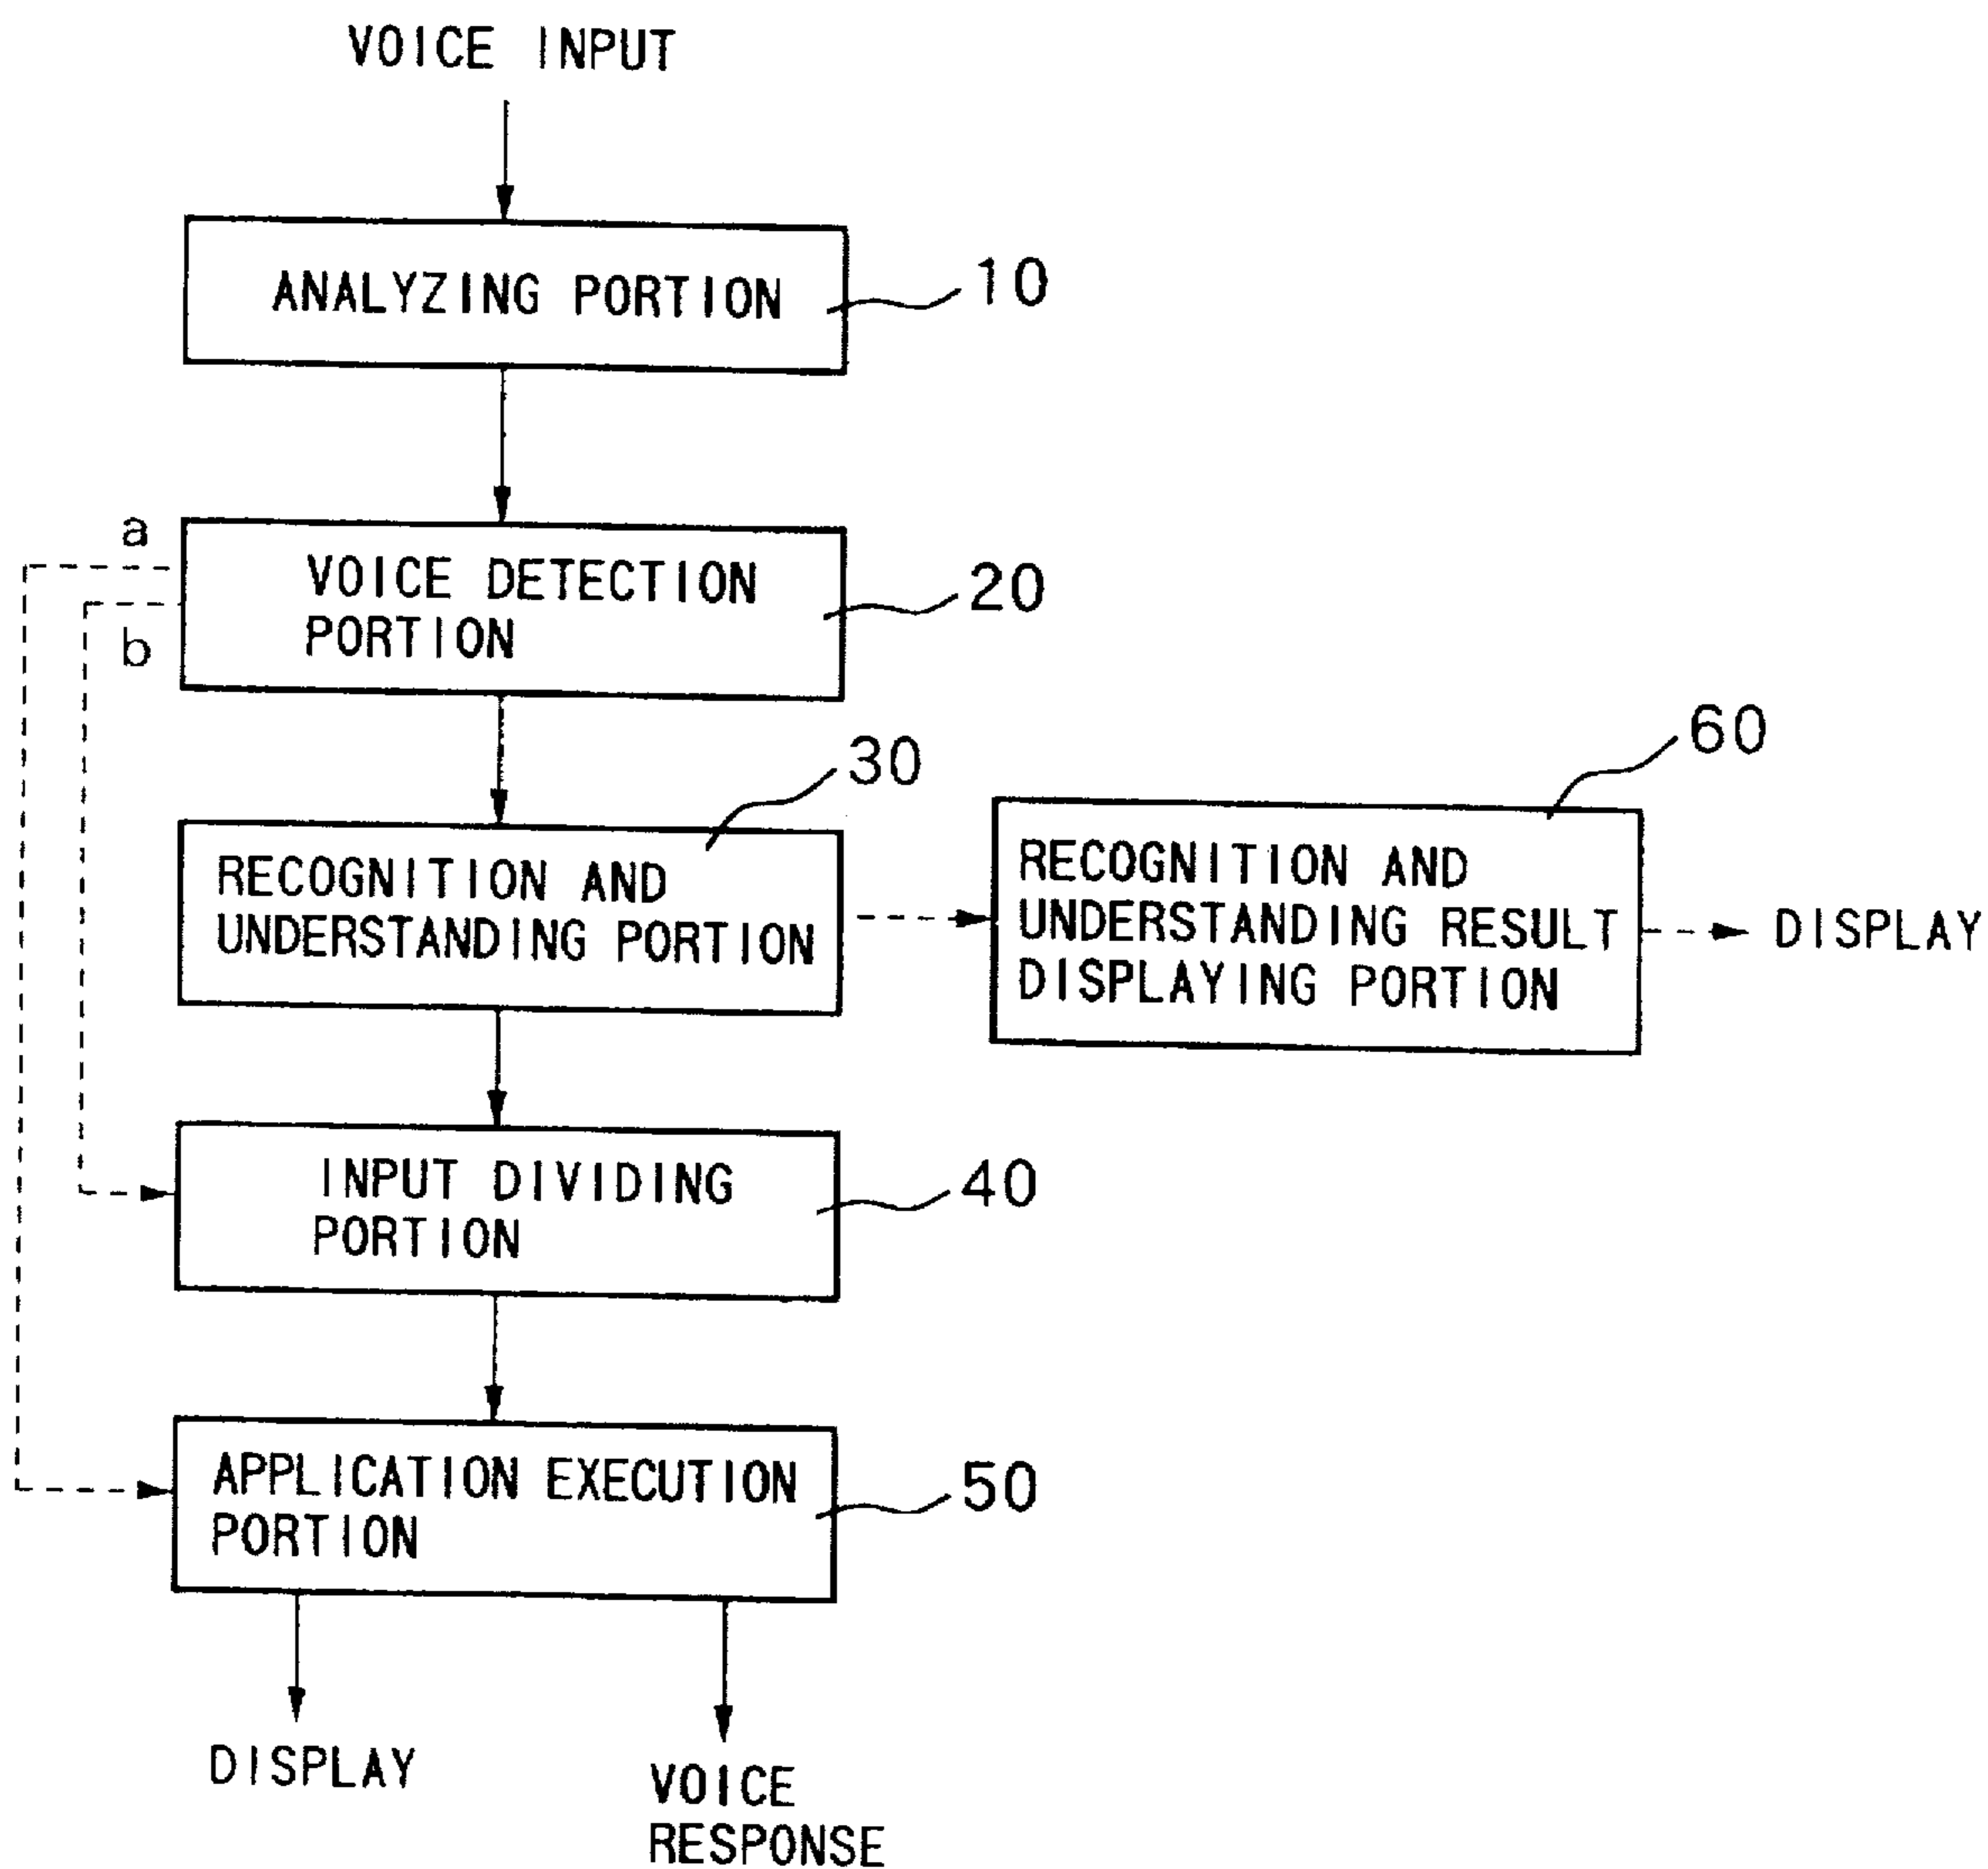 VOICE INPUT
ANALYZING PORTION
10
a
VOICE DETECTION
PORTION
20
b
30
60
RECOGNITION AND
UNDERSTANDING PORTION
RECOGNITION AND
UNDERSTANDING RESULT
DISPLAYING PORTION
DISPLAY
INPUT DIVIDING
PORTION
40
APPLICATION EXECUTION
PORTION
50
DISPLAY
VOICE
RESPONSE